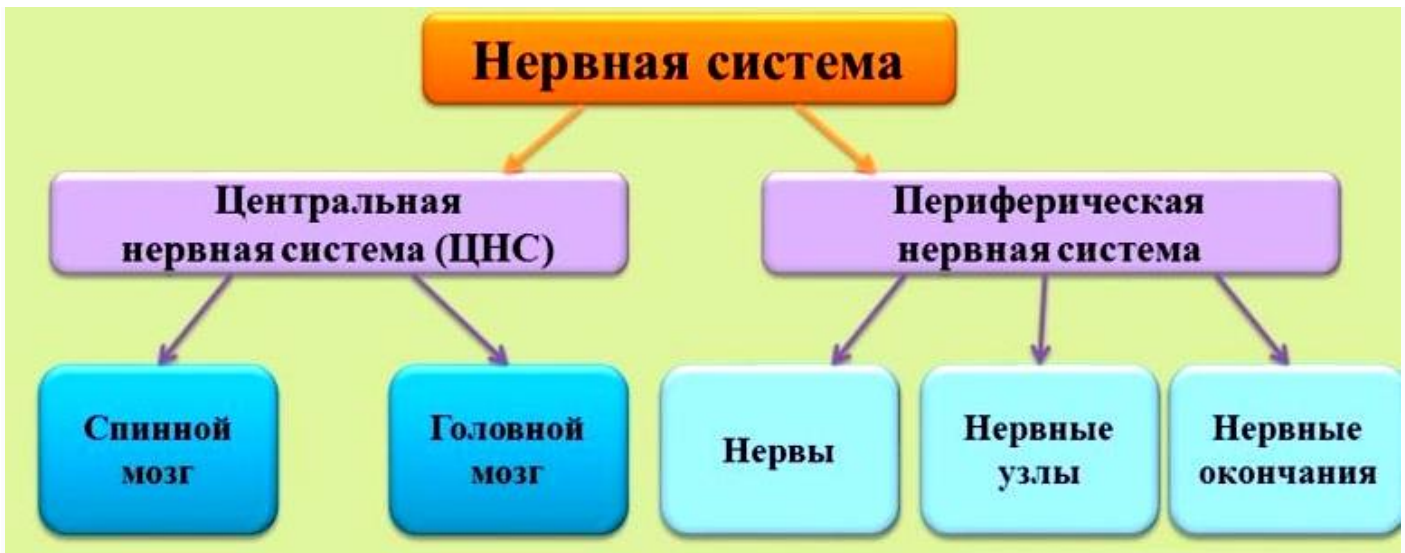 Нервная система
Центральная
нервная система (ЦНС)
Периферическая
нервная система
Спинной
мозг
Головной
мозг
Нервы
Нервные
узлы
Нервные
окончания